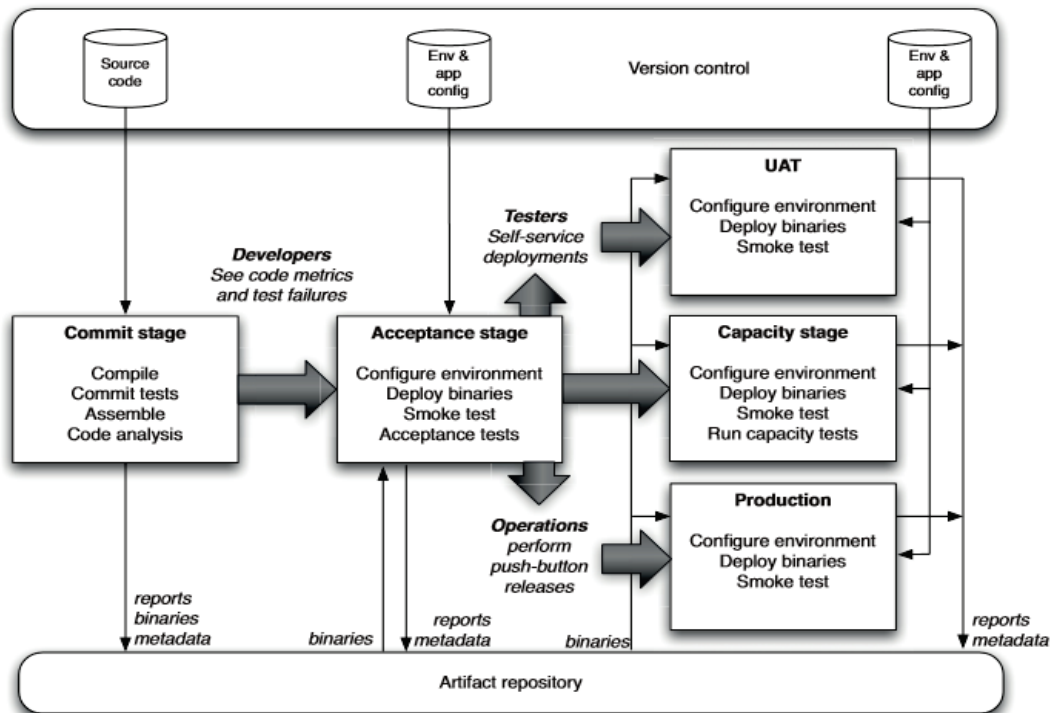 Source
code
Env &
app
config
Version control
Env &
app
config
Developers
See code metrics
and test failures
Testers
Self-service
deployments
UAT
Configure environment
Deploy binaries
Smoke test
Commit stage
Compile
Commit tests
Assemble
Code analysis
Acceptance stage
Configure environment
Deploy binaries
Smoke test
Acceptance tests
Capacity stage
Configure environment
Deploy binaries
Smoke test
Run capacity tests
Operations
perform
push-button
releases
Production
Configure environment
Deploy binaries
Smoke test
reports
binaries
metadata
binaries
reports
metadata
binaries
reports
metadata
Artifact repository